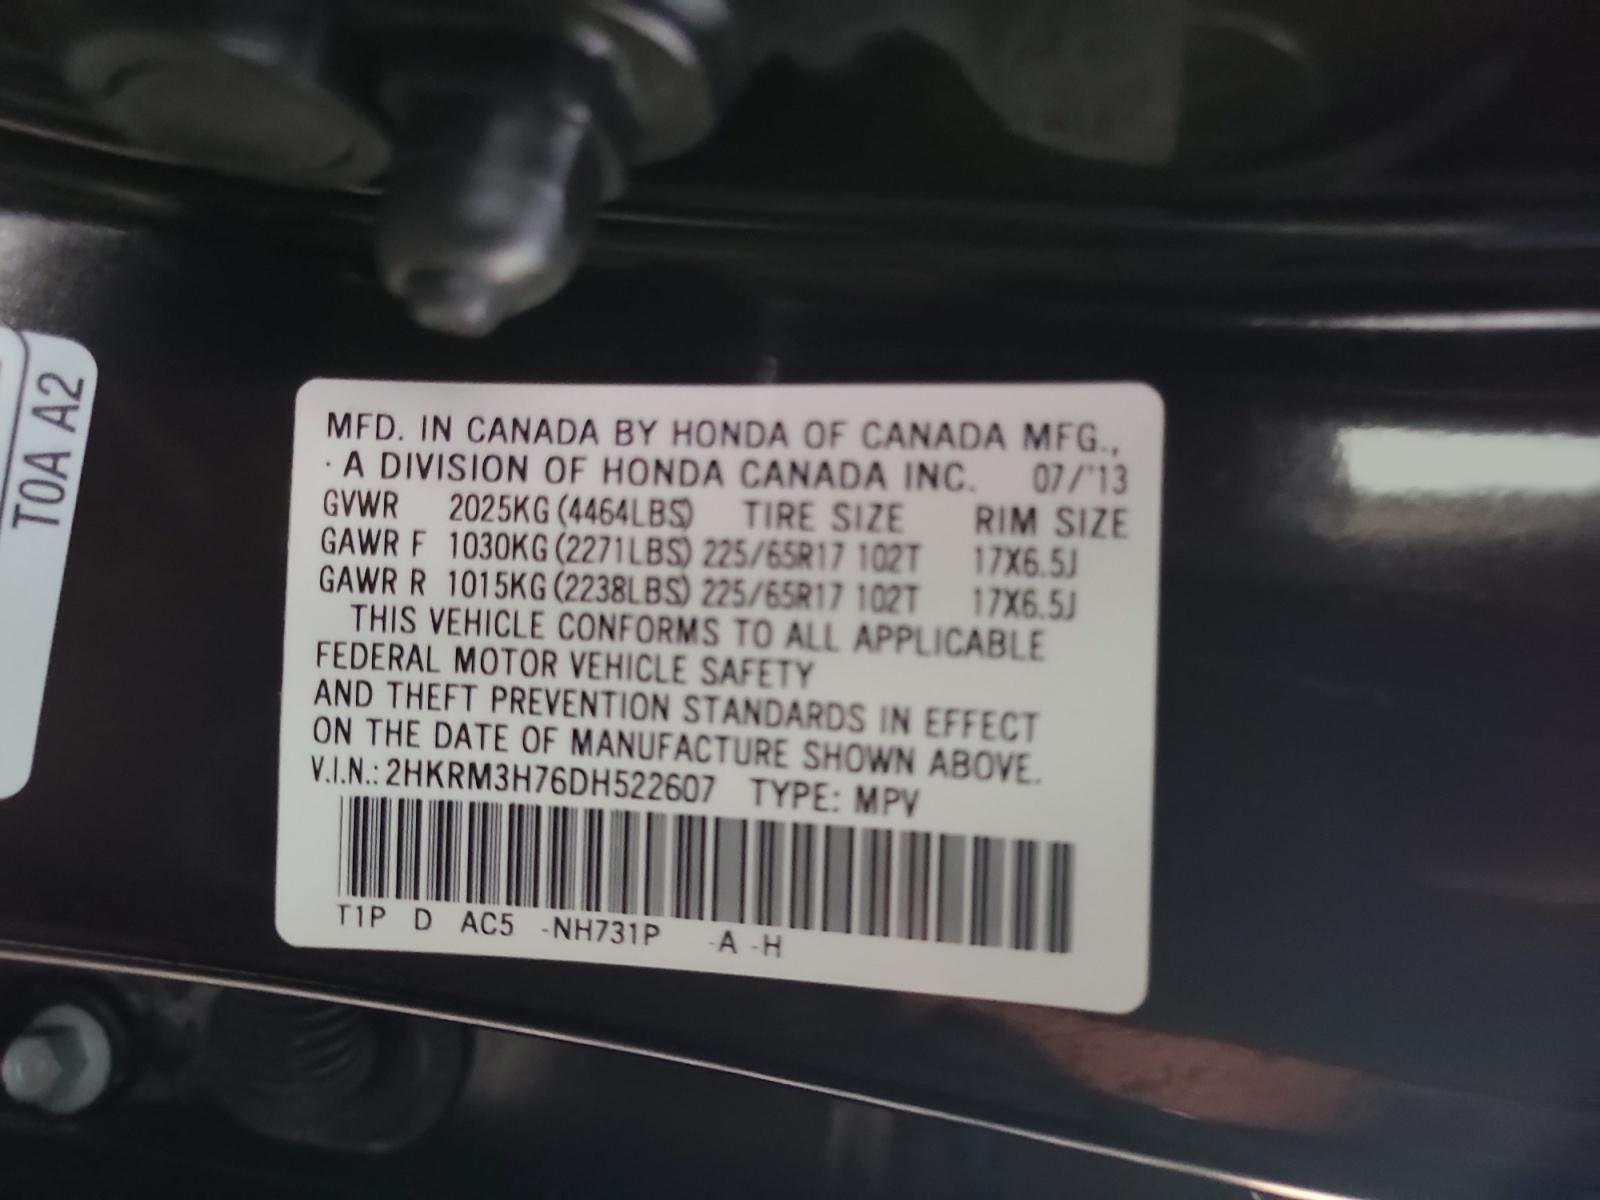 TOA A2
MFD. IN CANADA BY HONDA OF CANADA MFG.,
· A DIVISION OF HONDA CANADA INC. 07/'13
GVWR 2025KG (4464LBS) TIRE SIZE RIM SIZE
GAWR F 1030KG (2271LBS) 225/65R17 102T 17X6.5J
GAWR R 1015KG (2238LBS) 225/65R17 102T 17X6.5J
THIS VEHICLE CONFORMS TO ALL APPLICABLE
FEDERAL MOTOR VEHICLE SAFETY
AND THEFT PREVENTION STANDARDS IN EFFECT
ON THE DATE OF MANUFACTURE SHOWN ABOVE.
V.I.N.: 2HKRM3H76DH522607 TYPE: MPV
T1P D AC5 -NH731P -A -H